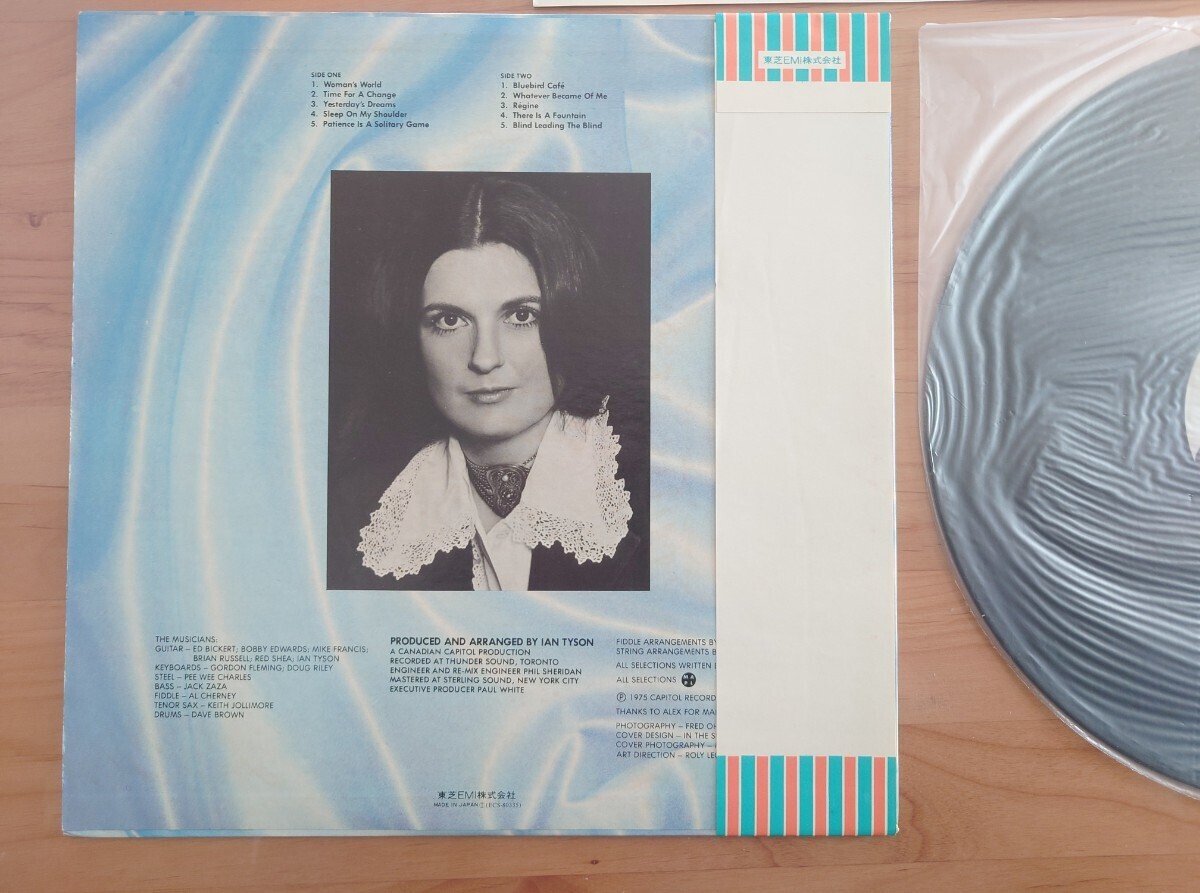 SIDE ONE
1. Woman's World
2. Time For A Change
3. Yesterday's Dreams
4. Sleep On My Shoulder
5. Patience Is A Solitary Game
SIDE TWO
1. Bluebird Café
2. Whatever Became Of Me
3. Régine
4. There Is A Fountain
5. Blind Leading The Blind
東芝EMI株式会社
THE MUSICIANS:
GUITAR – ED BICKERT; BOBBY EDWARDS; MIKE FRANCIS;
BRIAN RUSSELL; RED SHEA; IAN TYSON
KEYBOARDS – GORDON FLEMING; DOUG RILEY
STEEL – PEE WEE CHARLES
BASS – JACK ZAZA
FIDDLE – AL CHERNEY
TENOR SAX – KEITH JOLLIMORE
DRUMS – DAVE BROWN
PRODUCED AND ARRANGED BY IAN TYSON
A CANADIAN CAPITOL PRODUCTION
RECORDED AT THUNDER SOUND, TORONTO
ENGINEER AND RE-MIX ENGINEER PHIL SHERIDAN
MASTERED AT STERLING SOUND, NEW YORK CITY
EXECUTIVE PRODUCER PAUL WHITE
FIDDLE ARRANGEMENTS BY
STRING ARRANGEMENTS B
ALL SELECTIONS WRITTEN
ALL SELECTIONS
Ⓟ 1975 CAPITOL RECORD
THANKS TO ALEX FOR MA
PHOTOGRAPHY – FRED
COVER DESIGN – IN THE S
COVER PHOTOGRAPHY –
ART DIRECTION – ROLY
東芝EMI株式会社
MADE IN JAPAN